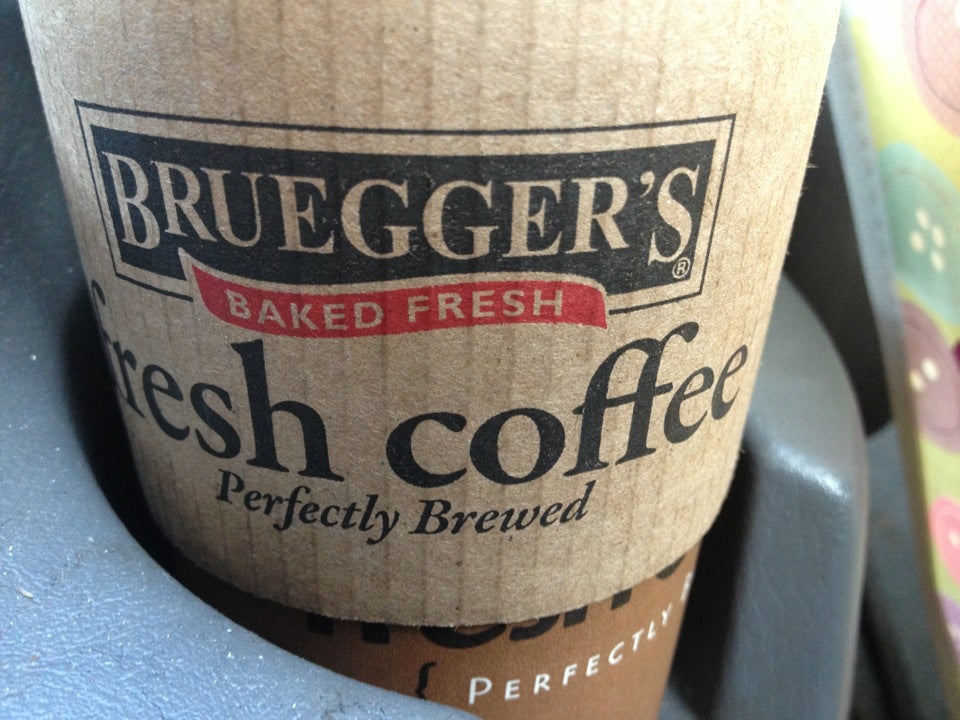 BRUEGGER'S®
BAKED FRESH
fresh coffee
Perfectly Brewed
{ PERFECTLY